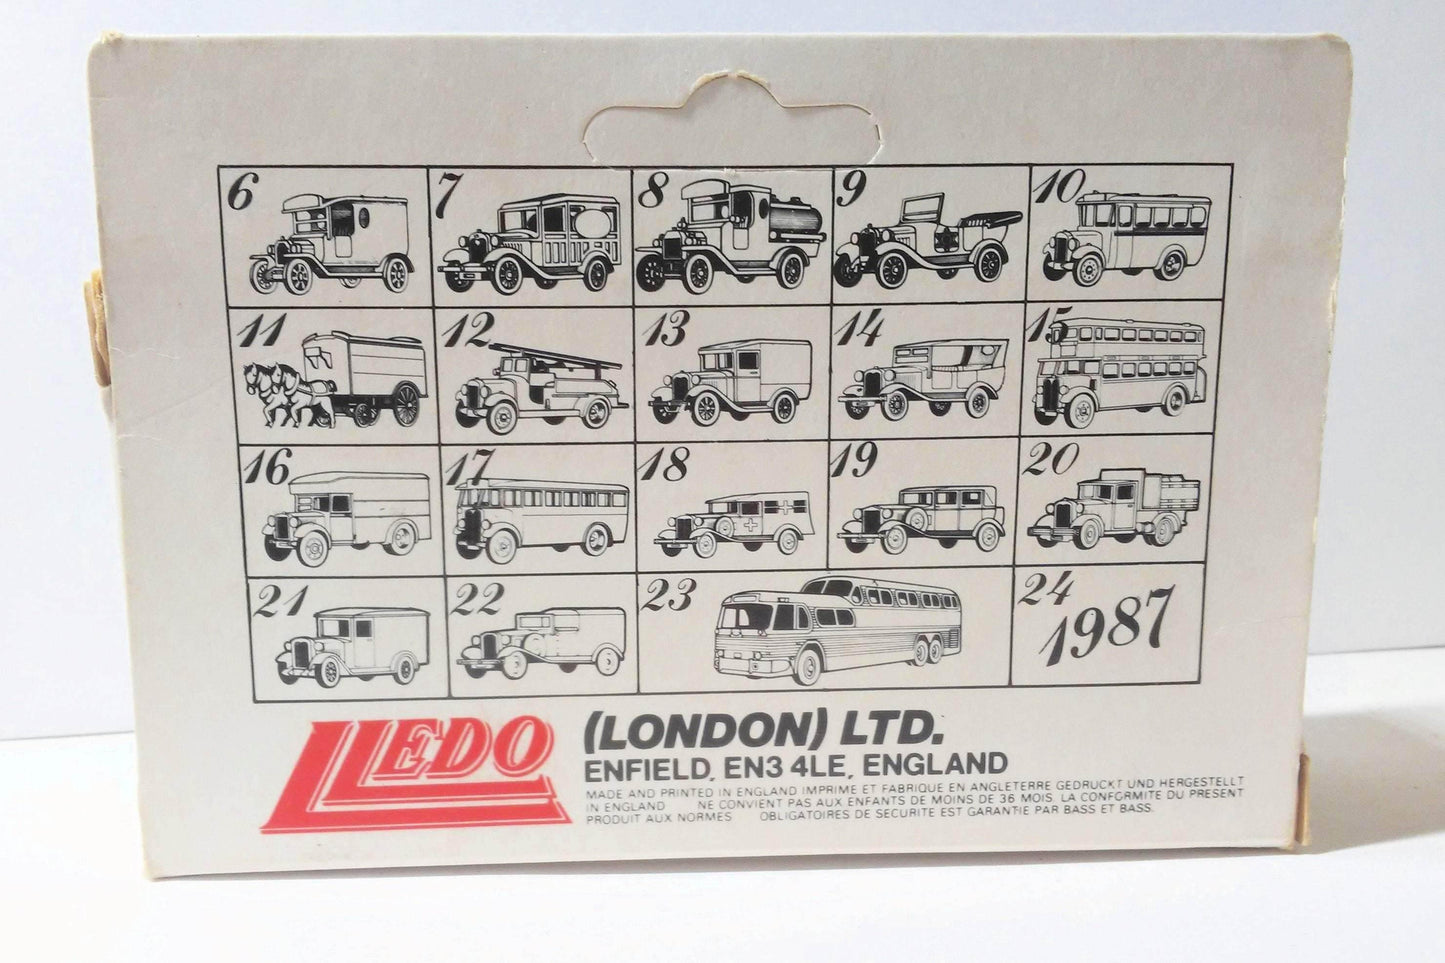 6 7 8 9 10
11 12 13 14 15
16 17 18 19 20
21 22 23 24 1987
LLEDO (LONDON) LTD.
ENFIELD, EN3 4LE, ENGLAND
MADE AND PRINTED IN ENGLAND IMPRIME ET FABRIQUE EN ANGLETERRE GEDRUCKT UND HERGESTELLT
IN ENGLAND NE CONVIENT PAS AUX ENFANTS DE MOINS DE 36 MOIS. LA CONFORMITE DU PRESENT
PRODUIT AUX NORMES OBLIGATOIRES DE SECURITE EST GARANTIE PAR BASS ET BASS.